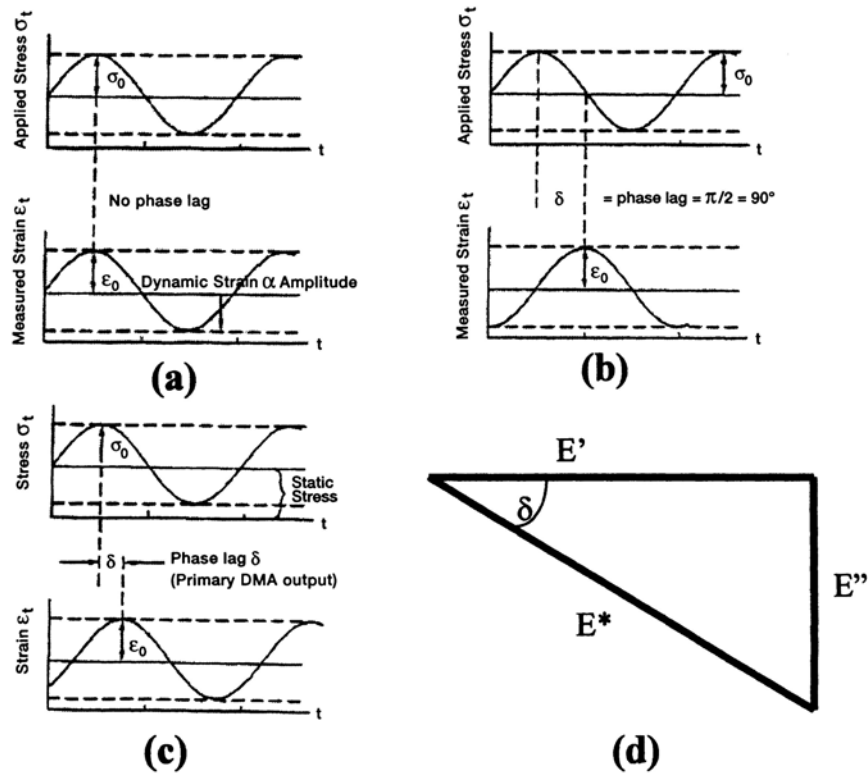 Applied Stress σt
σ0
t
No phase lag
Measured Strain εt
ε0
Dynamic Strain α Amplitude
t
(a)
Applied Stress σt
σ0
t
δ = phase lag = π/2 = 90°
Measured Strain εt
ε0
t
(b)
Stress σt
σ0
Static
Stress
t
δ
Phase lag δ
(Primary DMA output)
Strain εt
ε0
t
(c)
E'
δ
E"
E*
(d)